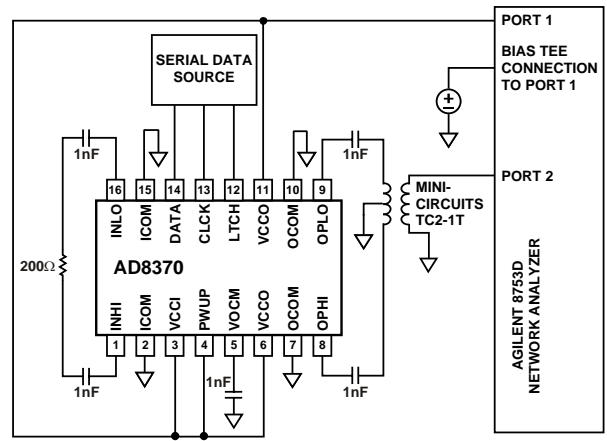 PORT 1
BIAS TEE
CONNECTION
TO PORT 1
SERIAL DATA
SOURCE
1nF
1nF
16
15
14
13
12
11
10
9
INLO
ICOM
DATA
CLCK
LTCH
VCCO
OCOM
OPLO
MINI-
CIRCUITS
TC2-1T
PORT 2
200Ω
AD8370
INHI
ICOM
VCCI
PWUP
VOCM
VCCO
OCOM
OPHI
1
2
3
4
5
6
7
8
1nF
1nF
1nF
AGILENT 8753D
NETWORK ANALYZER